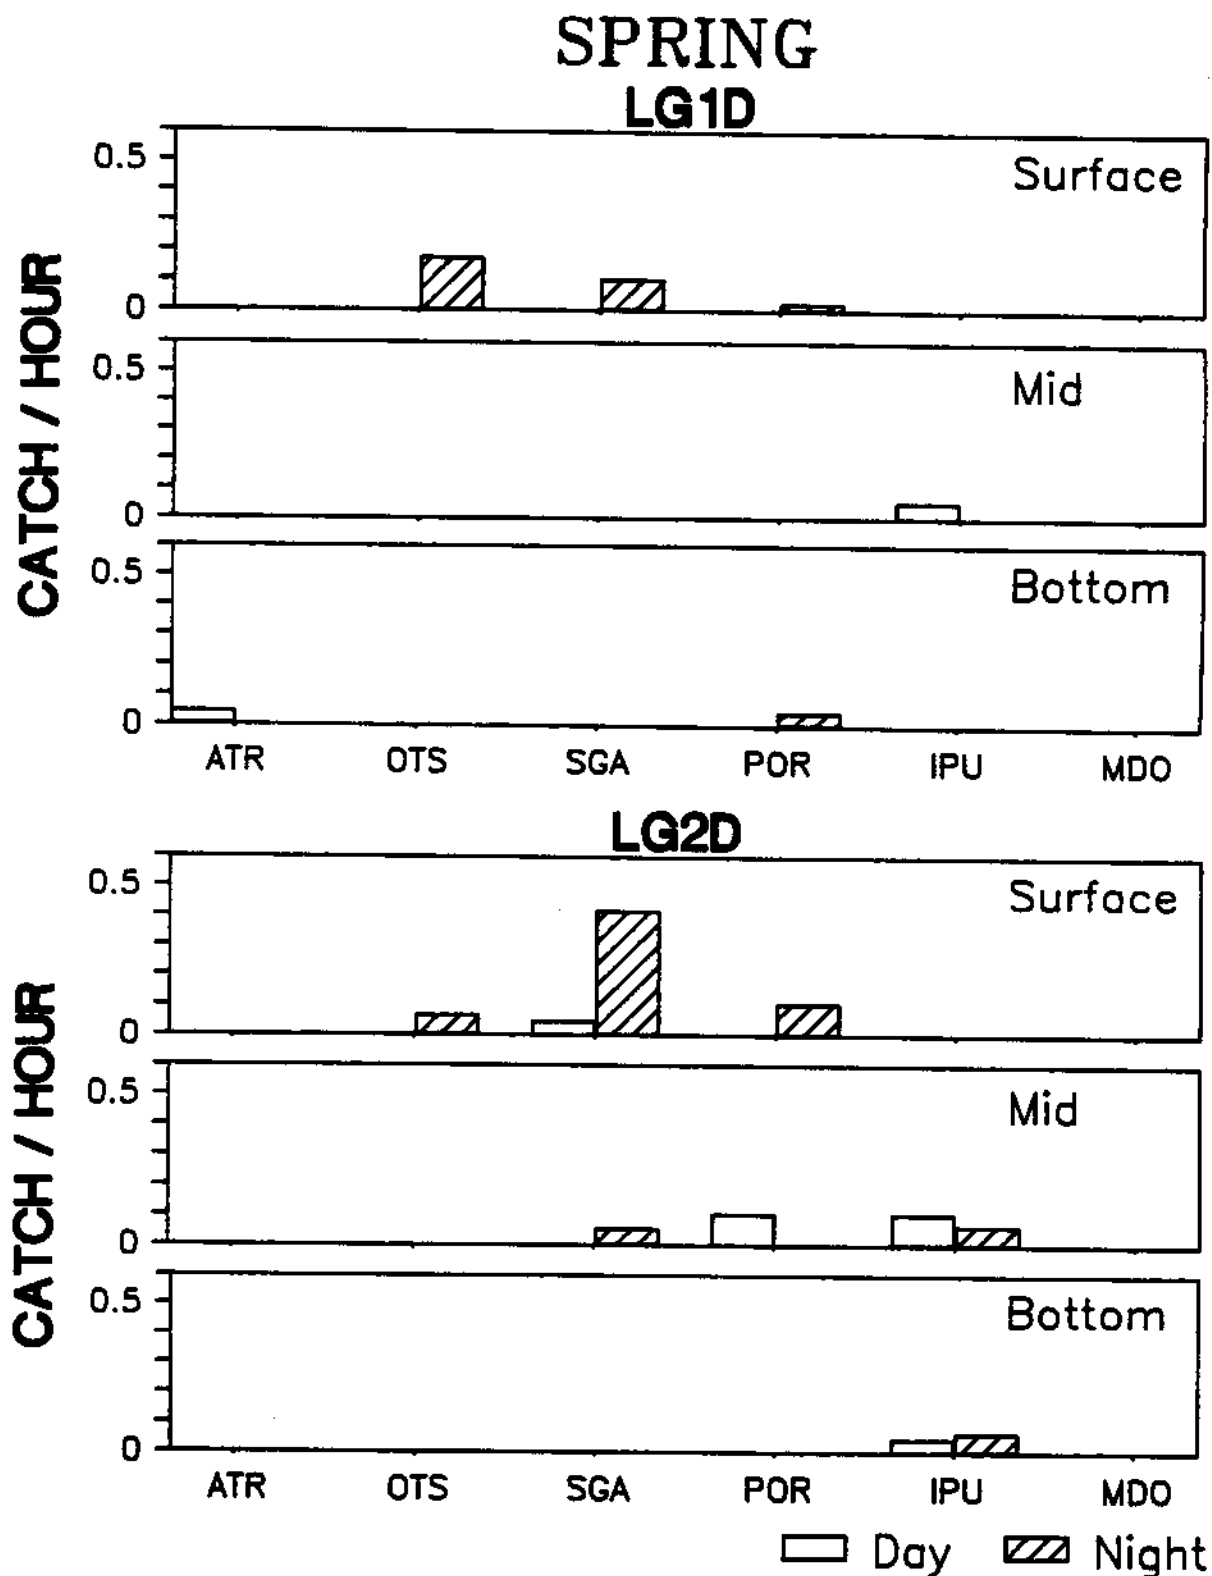 SPRING
LG1D
CATCH / HOUR
0.5
0
Surface
0.5
0
Mid
0.5
0
Bottom
ATR OTS SGA POR IPU MDO
LG2D
CATCH / HOUR
0.5
0
Surface
0.5
0
Mid
0.5
0
Bottom
ATR OTS SGA POR IPU MDO
Day Night